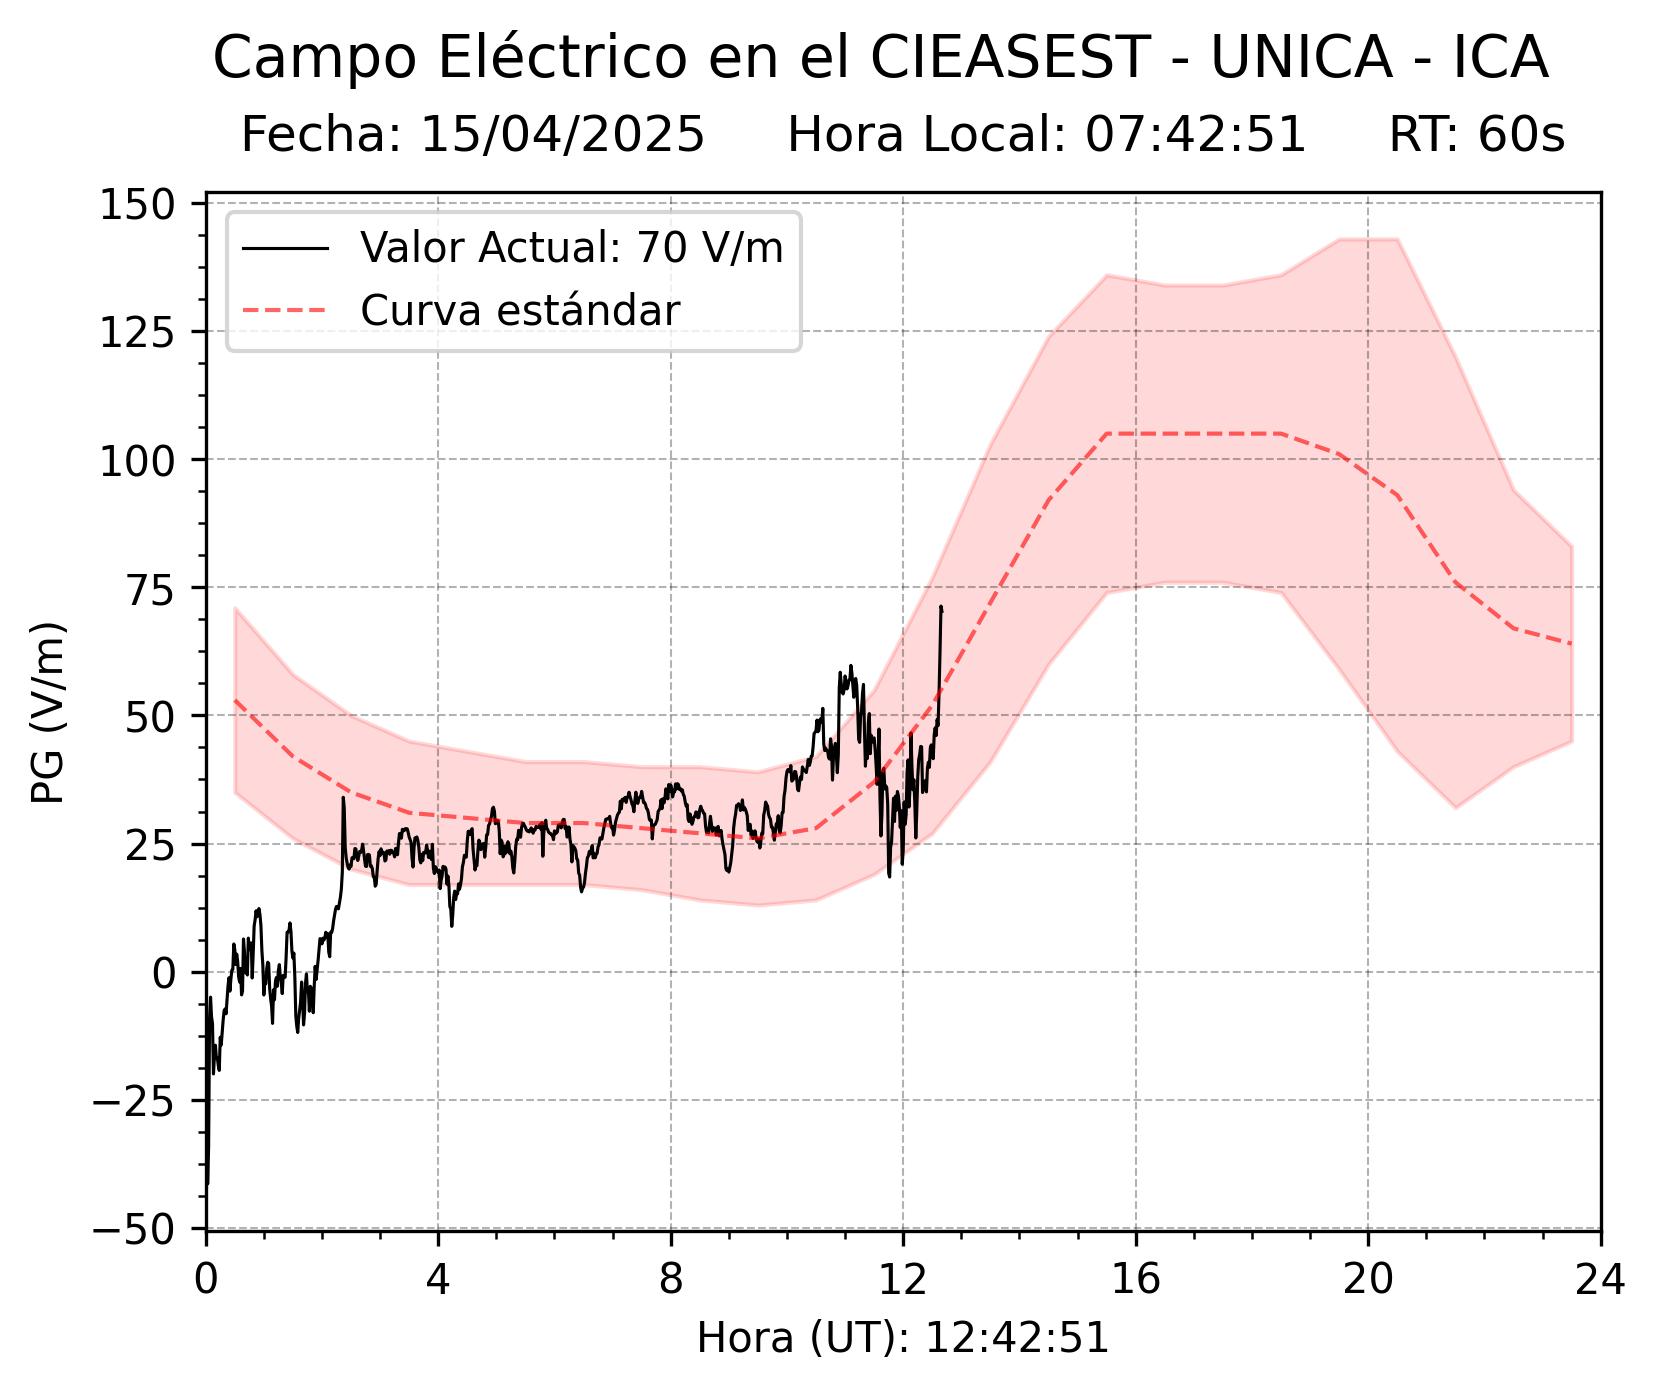 Campo Eléctrico en el CIEASEST - UNICA - ICA
Fecha: 15/04/2025 Hora Local: 07:42:51 RT: 60s
Valor Actual: 70 V/m
Curva estándar
150
125
100
75
50
25
0
−25
−50
PG (V/m)
0 4 8 12 16 20 24
Hora (UT): 12:42:51